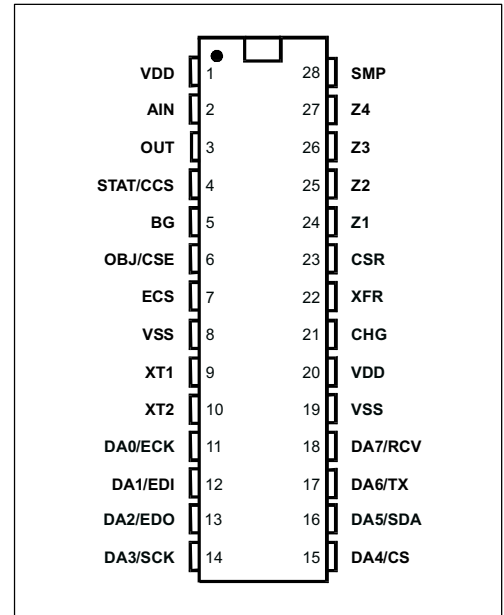 VDD 1 28 SMP
AIN 2 27 Z4
OUT 3 26 Z3
STAT/CCS 4 25 Z2
BG 5 24 Z1
OBJ/CSE 6 23 CSR
ECS 7 22 XFR
VSS 8 21 CHG
XT1 9 20 VDD
XT2 10 19 VSS
DA0/ECK 11 18 DA7/RCV
DA1/EDI 12 17 DA6/TX
DA2/EDO 13 16 DA5/SDA
DA3/SCK 14 15 DA4/CS